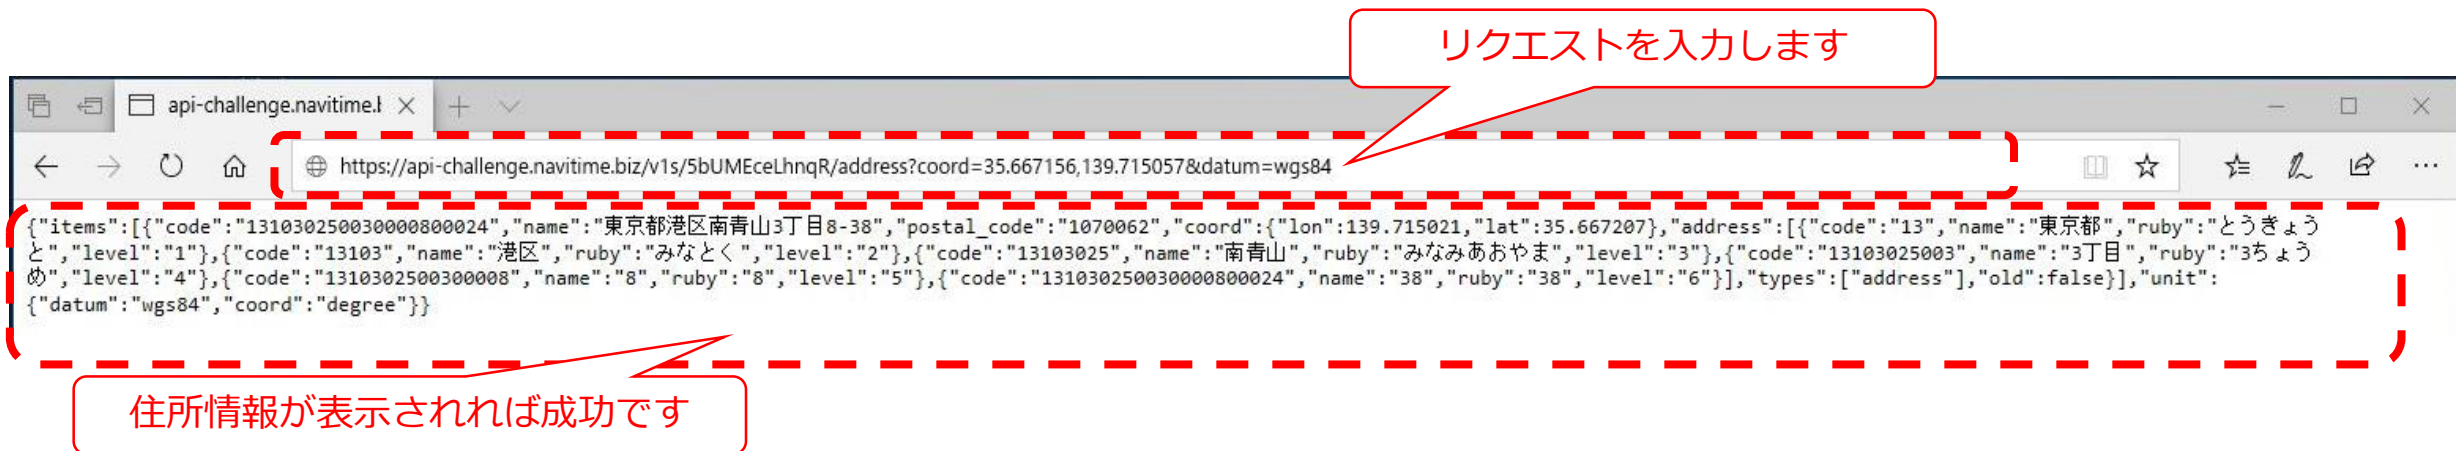 リクエストを入力します
api-challenge.navitime.b
https://api-challenge.navitime.biz/v1s/5bUMEceLhnqR/address?coord=35.667156,139.715057&datum=wgs84
{"items":[{"code":"131030250030000800024","name":"東京都港区南青山3丁目8-38","postal_code":"1070062","coord":{"lon":139.715021,"lat":35.667207},"address":[{"code":"13","name":"東京都","ruby":"とうきょう
と","level":"1"},{"code":"13103","name":"港区","ruby":"みなとく","level":"2"},{"code":"13103025","name":"南青山","ruby":"みなみあおやま","level":"3"},{"code":"13103025003","name":"3丁目","ruby":"3ちょう
め","level":"4"},{"code":"1310302500300008","name":"8","ruby":"8","level":"5"},{"code":"131030250030000800024","name":"38","ruby":"38","level":"6"}],"types":["address"],"old":false}],"unit":
{"datum":"wgs84","coord":"degree"}}
住所情報が表示されれば成功です